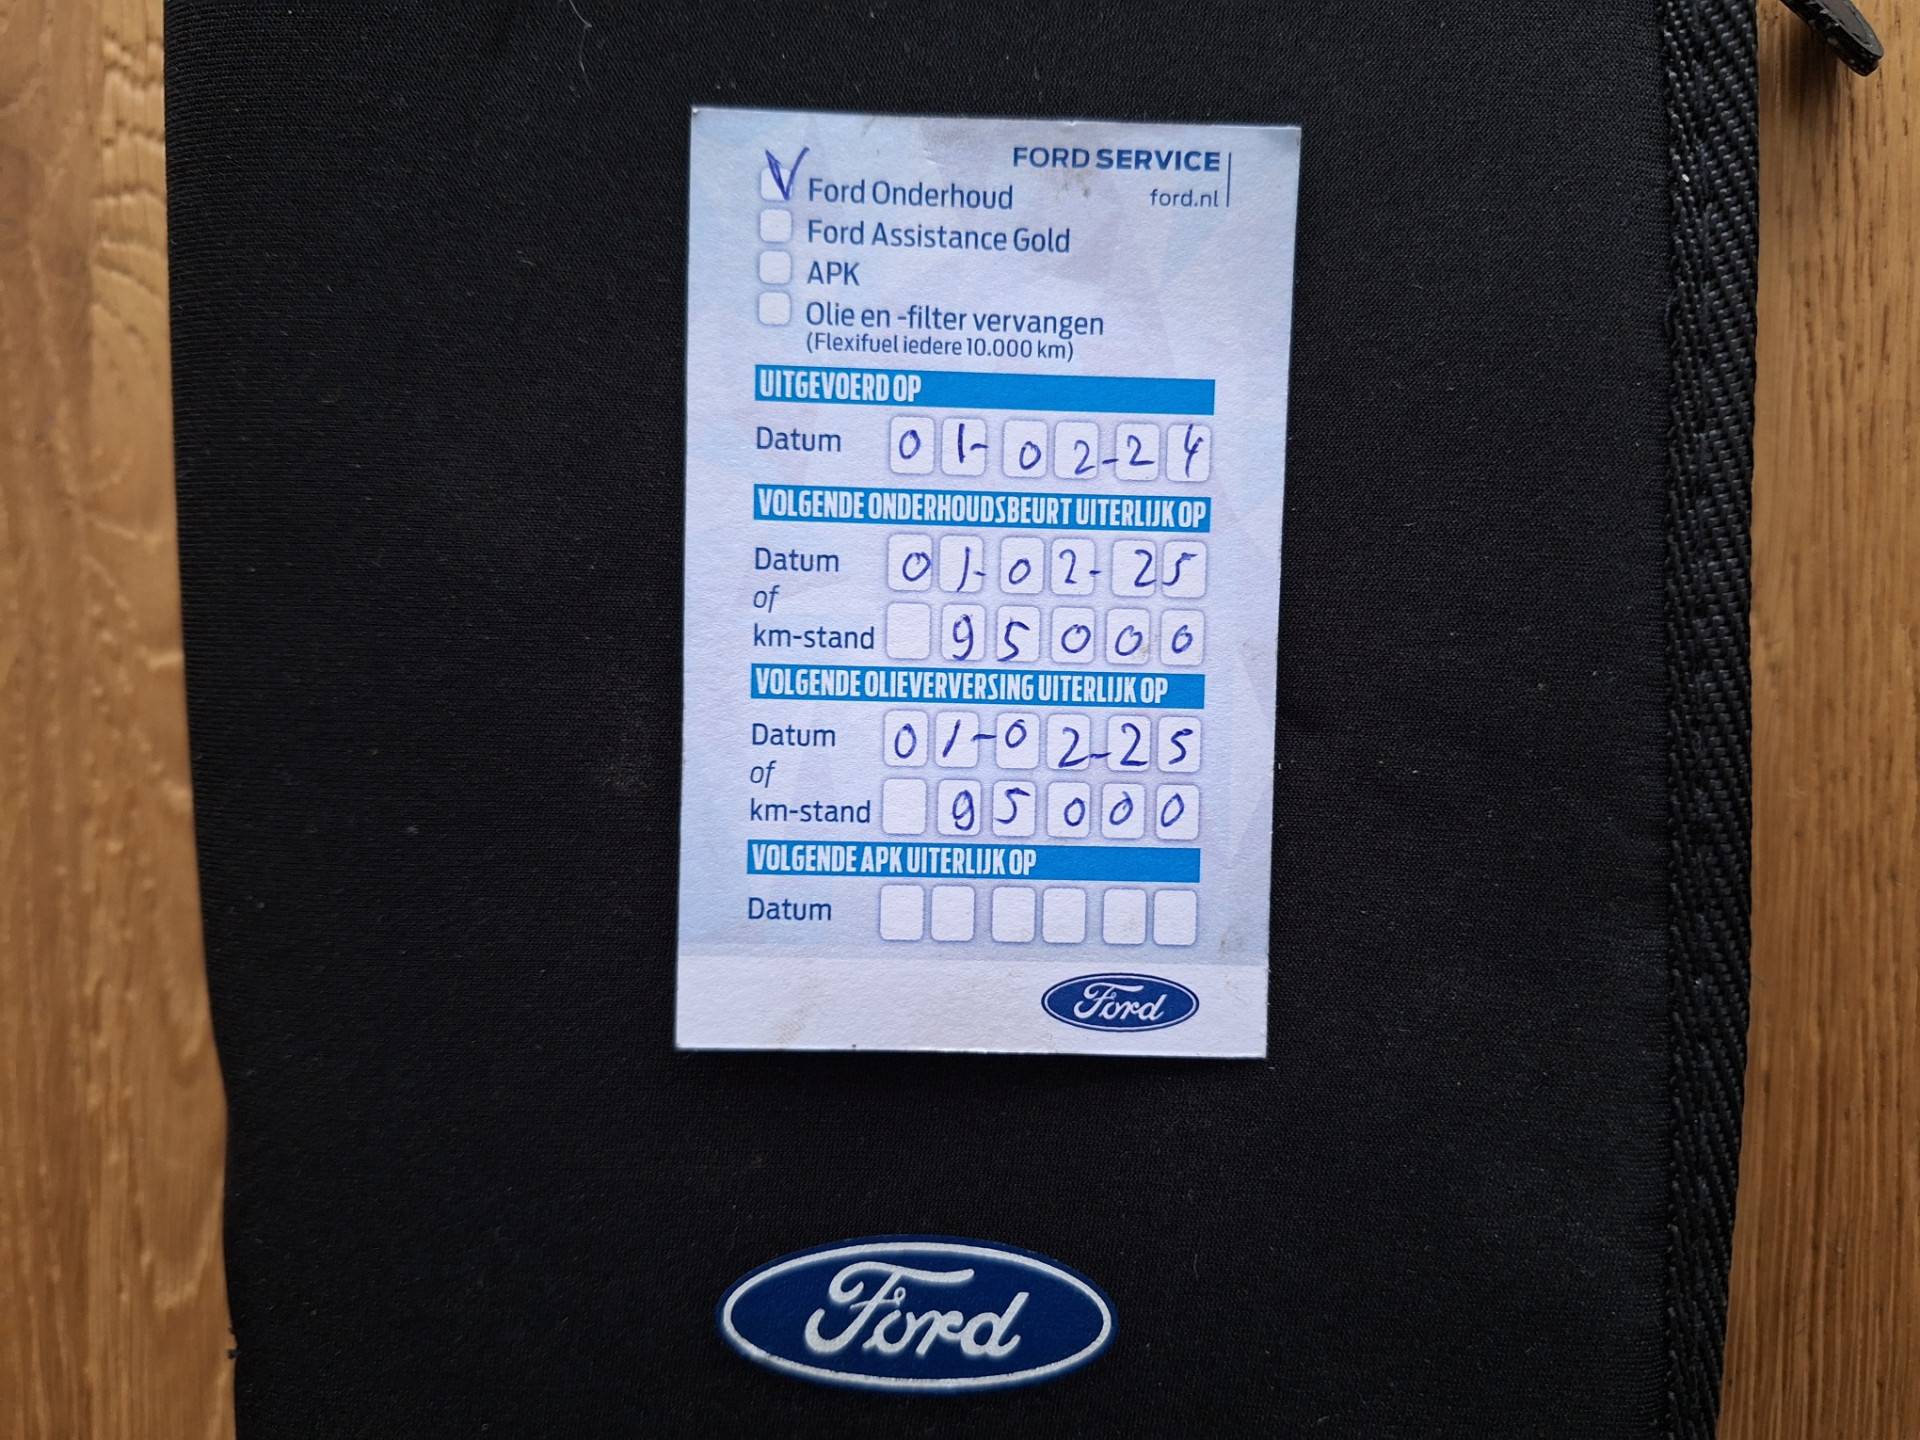 FORD SERVICE
ford.nl
V Ford Onderhoud
Ford Assistance Gold
APK
Olie en -filter vervangen
(Flexifuel iedere 10.000 km)
UITGEVOERD OP
Datum 01-02-24
VOLGENDE ONDERHOUDSBEURT UITERLIJK OP
Datum 01-02-25
of
km-stand 95000
VOLGENDE OLIEVERVERSING UITERLIJK OP
Datum 01-02-25
of
km-stand 95000
VOLGENDE APK UITERLIJK OP
Datum
Ford
Ford